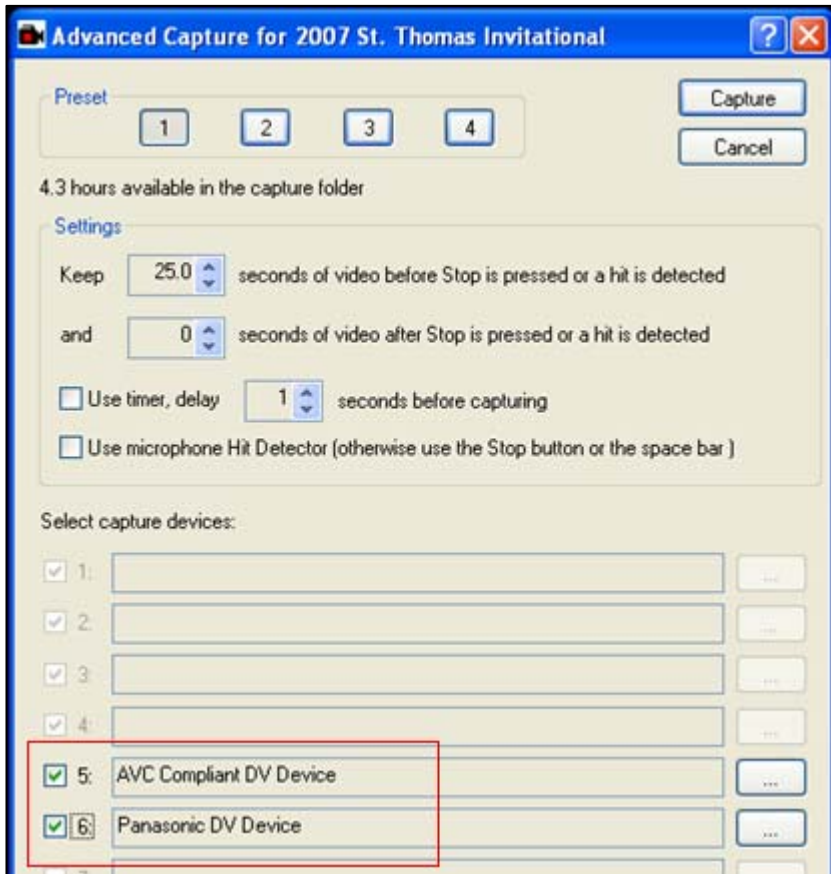 Advanced Capture for 2007 St. Thomas Invitational
Preset
1 2 3 4
Capture
Cancel
4.3 hours available in the capture folder
Settings
Keep 25.0 seconds of video before Stop is pressed or a hit is detected
and 0 seconds of video after Stop is pressed or a hit is detected
Use timer, delay 1 seconds before capturing
Use microphone Hit Detector (otherwise use the Stop button or the space bar )
Select capture devices:
1: ...
2: ...
3: ...
4: ...
5: AVC Compliant DV Device ...
6: Panasonic DV Device ...